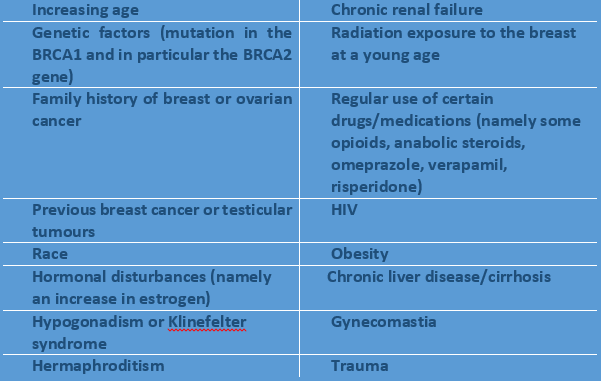 Increasing age
Chronic renal failure
Genetic factors (mutation in the
BRCA1 and in particular the BRCA2
gene)
Radiation exposure to the breast
at a young age
Family history of breast or ovarian
cancer
Regular use of certain
drugs/medications (namely some
opioids, anabolic steroids,
omeprazole, verapamil,
risperidone)
Previous breast cancer or testicular
tumours
HIV
Race
Obesity
Hormonal disturbances (namely
an increase in estrogen)
Chronic liver disease/cirrhosis
Hypogonadism or Klinefelter
syndrome
Gynecomastia
Hermaphroditism
Trauma